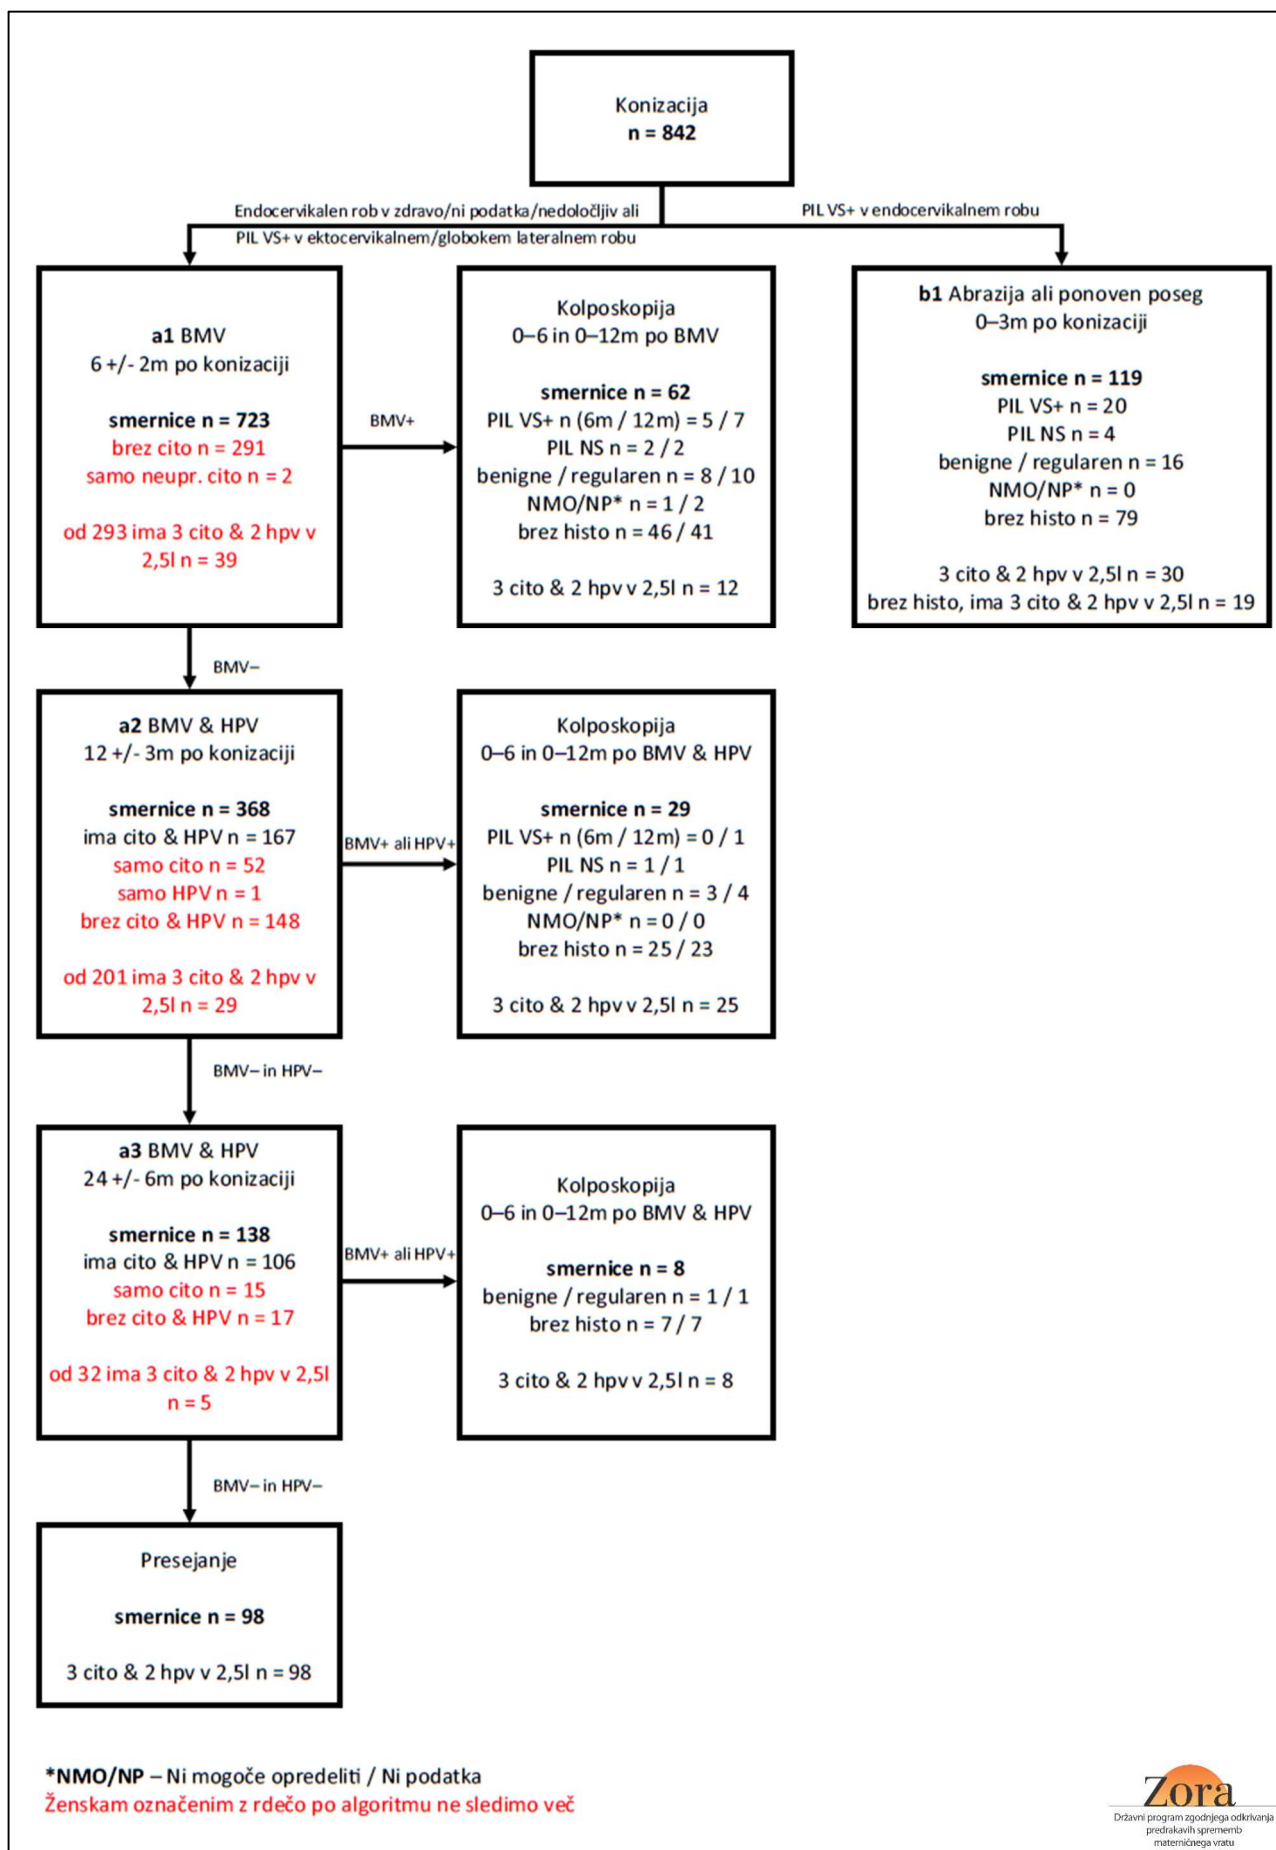 Konizacija
n = 842
Endocervikalen rob v zdravo/ni podatka/nedoločljiv ali
PIL VS+ v ektocervikalnem/globokem lateralnem robu
PIL VS+ v endocervikalnem robu
a1 BMV
6 +/- 2m po konizaciji
smernice n = 723
brez cito n = 291
samo neupr. cito n = 2
od 293 ima 3 cito & 2 hpv v
2,5l n = 39
BMV+
Kolposkopija
0–6 in 0–12m po BMV
smernice n = 62
PIL VS+ n (6m / 12m) = 5 / 7
PIL NS n = 2 / 2
benigne / regularen n = 8 / 10
NMO/NP* n = 1 / 2
brez histo n = 46 / 41
3 cito & 2 hpv v 2,5l n = 12
b1 Abrazija ali ponoven poseg
0–3m po konizaciji
smernice n = 119
PIL VS+ n = 20
PIL NS n = 4
benigne / regularen n = 16
NMO/NP* n = 0
brez histo n = 79
3 cito & 2 hpv v 2,5l n = 30
brez histo, ima 3 cito & 2 hpv v 2,5l n = 19
BMV–
a2 BMV & HPV
12 +/- 3m po konizaciji
smernice n = 368
ima cito & HPV n = 167
samo cito n = 52
samo HPV n = 1
brez cito & HPV n = 148
od 201 ima 3 cito & 2 hpv v
2,5l n = 29
BMV+ ali HPV+
Kolposkopija
0–6 in 0–12m po BMV & HPV
smernice n = 29
PIL VS+ n (6m / 12m) = 0 / 1
PIL NS n = 1 / 1
benigne / regularen n = 3 / 4
NMO/NP* n = 0 / 0
brez histo n = 25 / 23
3 cito & 2 hpv v 2,5l n = 25
BMV– in HPV–
a3 BMV & HPV
24 +/- 6m po konizaciji
smernice n = 138
ima cito & HPV n = 106
samo cito n = 15
brez cito & HPV n = 17
od 32 ima 3 cito & 2 hpv v 2,5l
n = 5
BMV+ ali HPV+
Kolposkopija
0–6 in 0–12m po BMV & HPV
smernice n = 8
benigne / regularen n = 1 / 1
brez histo n = 7 / 7
3 cito & 2 hpv v 2,5l n = 8
BMV– in HPV–
Presejanje
smernice n = 98
3 cito & 2 hpv v 2,5l n = 98
*NMO/NP – Ni mogoče opredeliti / Ni podatka
Ženskam označenim z rdečo po algoritmu ne sledimo več
Zora
Državni program zgodnjega odkrivanja
predrakavih sprememb
materničnega vratu